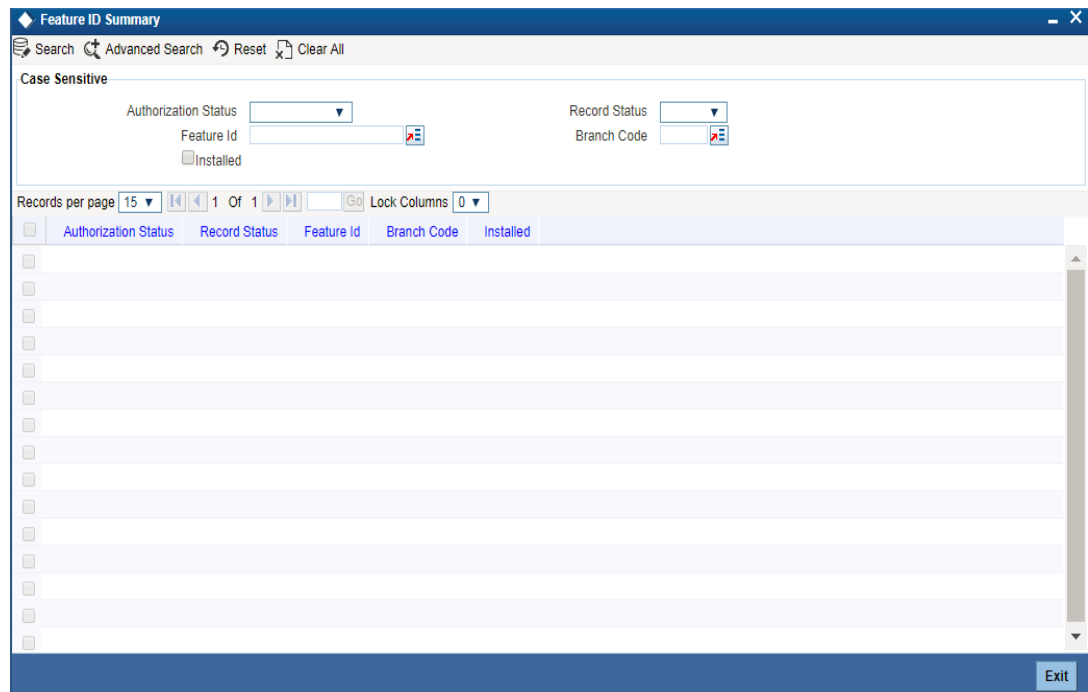 Feature ID Summary
Search Advanced Search Reset Clear All
Case Sensitive
Authorization Status Record Status
Feature Id Branch Code
Installed
Records per page 15 1 Of 1 Go Lock Columns 0
Authorization Status Record Status Feature Id Branch Code Installed
Exit